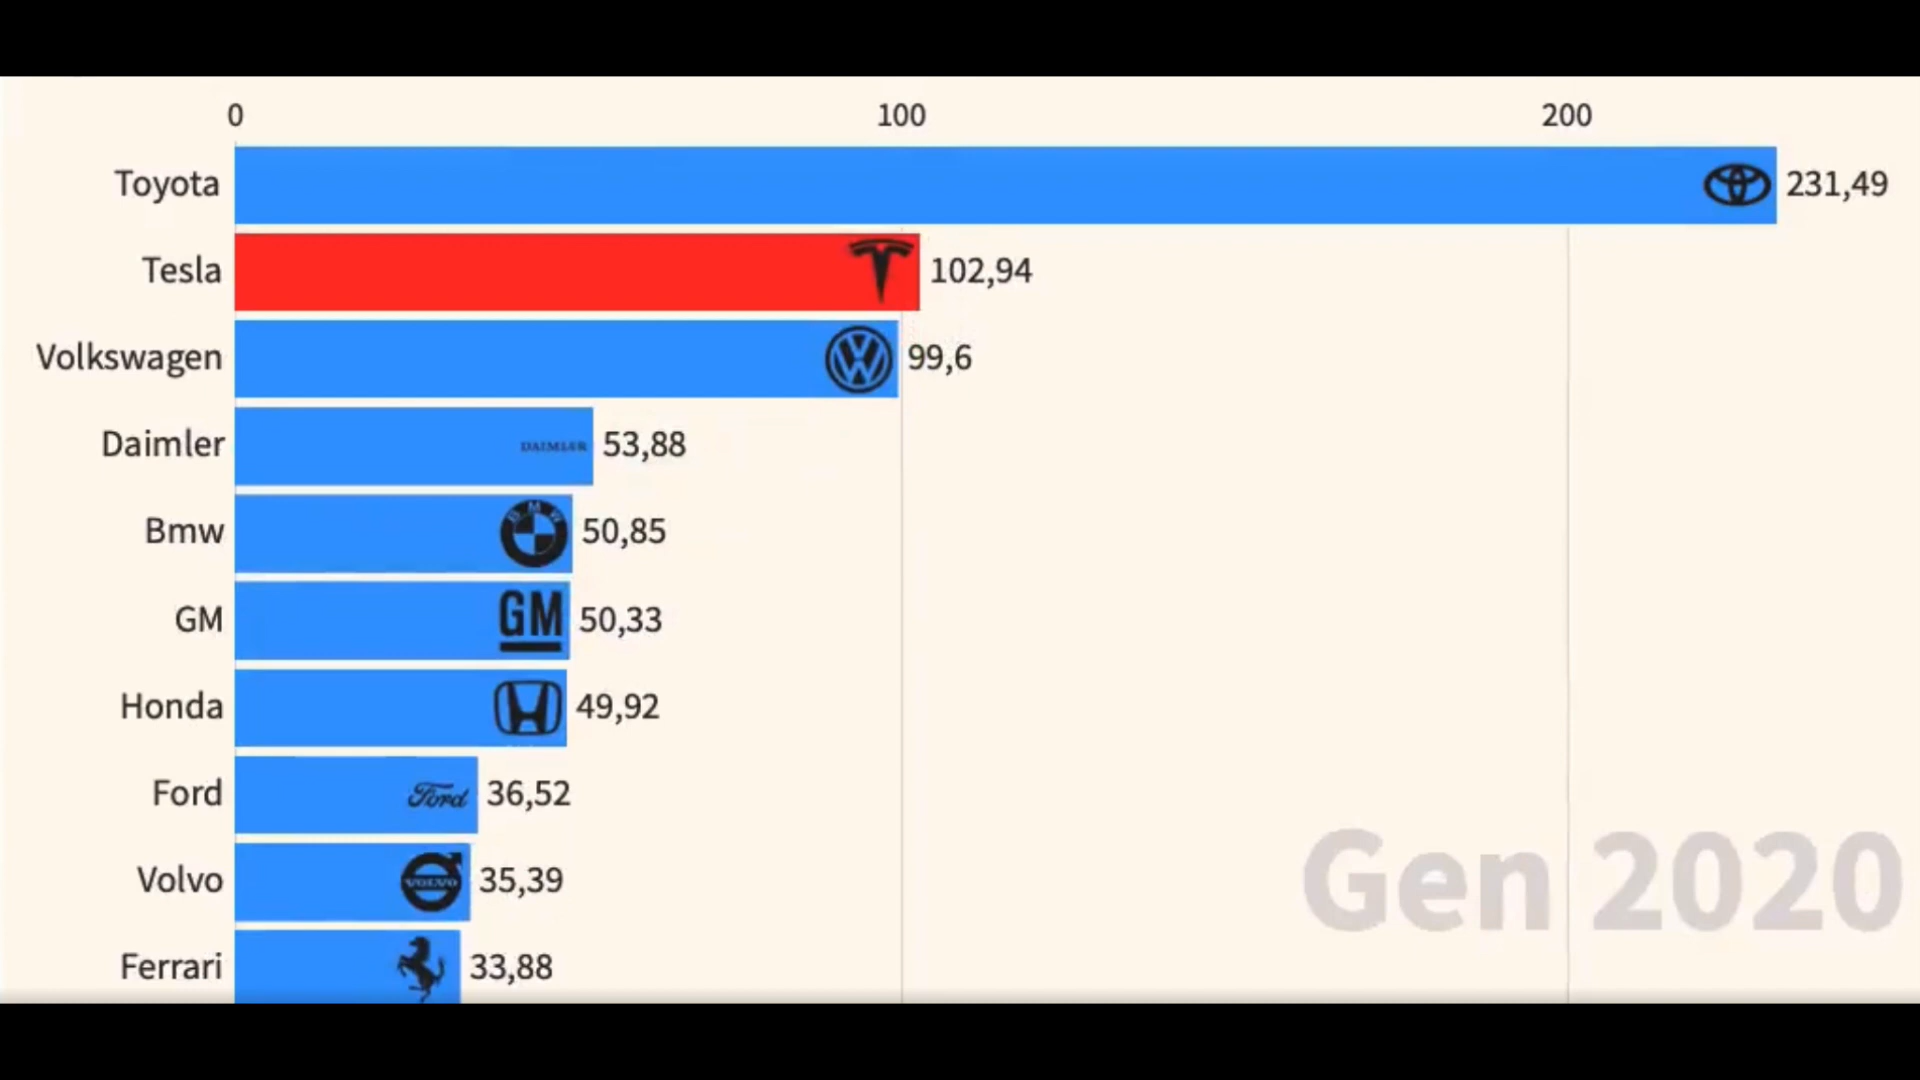 0 100 200
Toyota 231,49
Tesla 102,94
Volkswagen 99,6
Daimler DAIMLER 53,88
Bmw BMW 50,85
GM GM 50,33
Honda 49,92
Ford Ford 36,52
Volvo VOLVO 35,39
Ferrari 33,88
Gen 2020